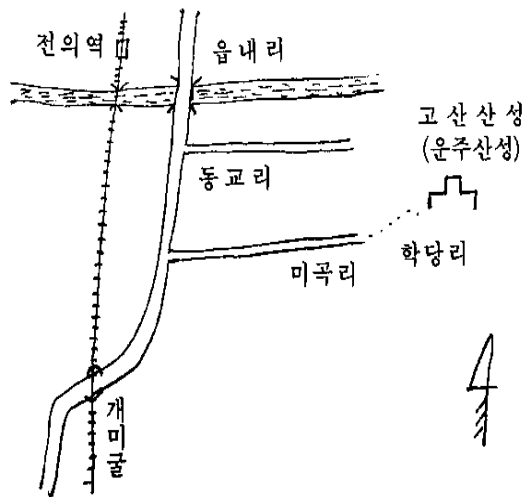 전의역
읍내리
고산산성
(운주산성)
동교리
미곡리
학당리
개미굴